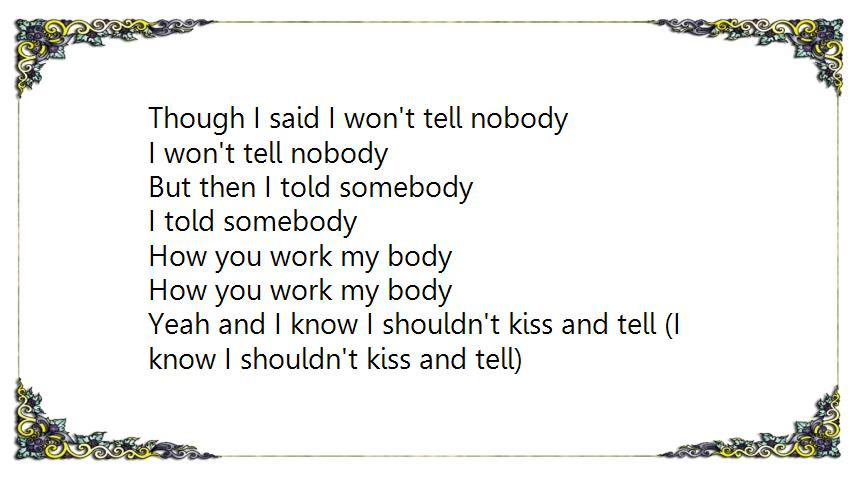 Though I said I won't tell nobody
I won't tell nobody
But then I told somebody
I told somebody
How you work my body
How you work my body
Yeah and I know I shouldn't kiss and tell (I
know I shouldn't kiss and tell)